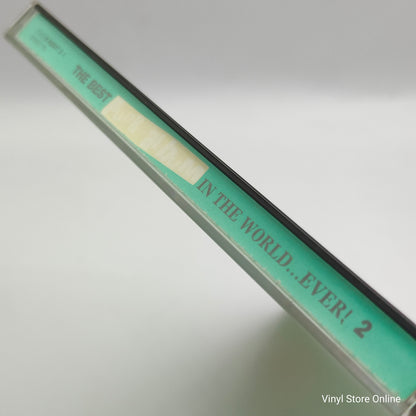 THE BEST
IN THE WORLD...EVER! 2
Vinyl Store Online